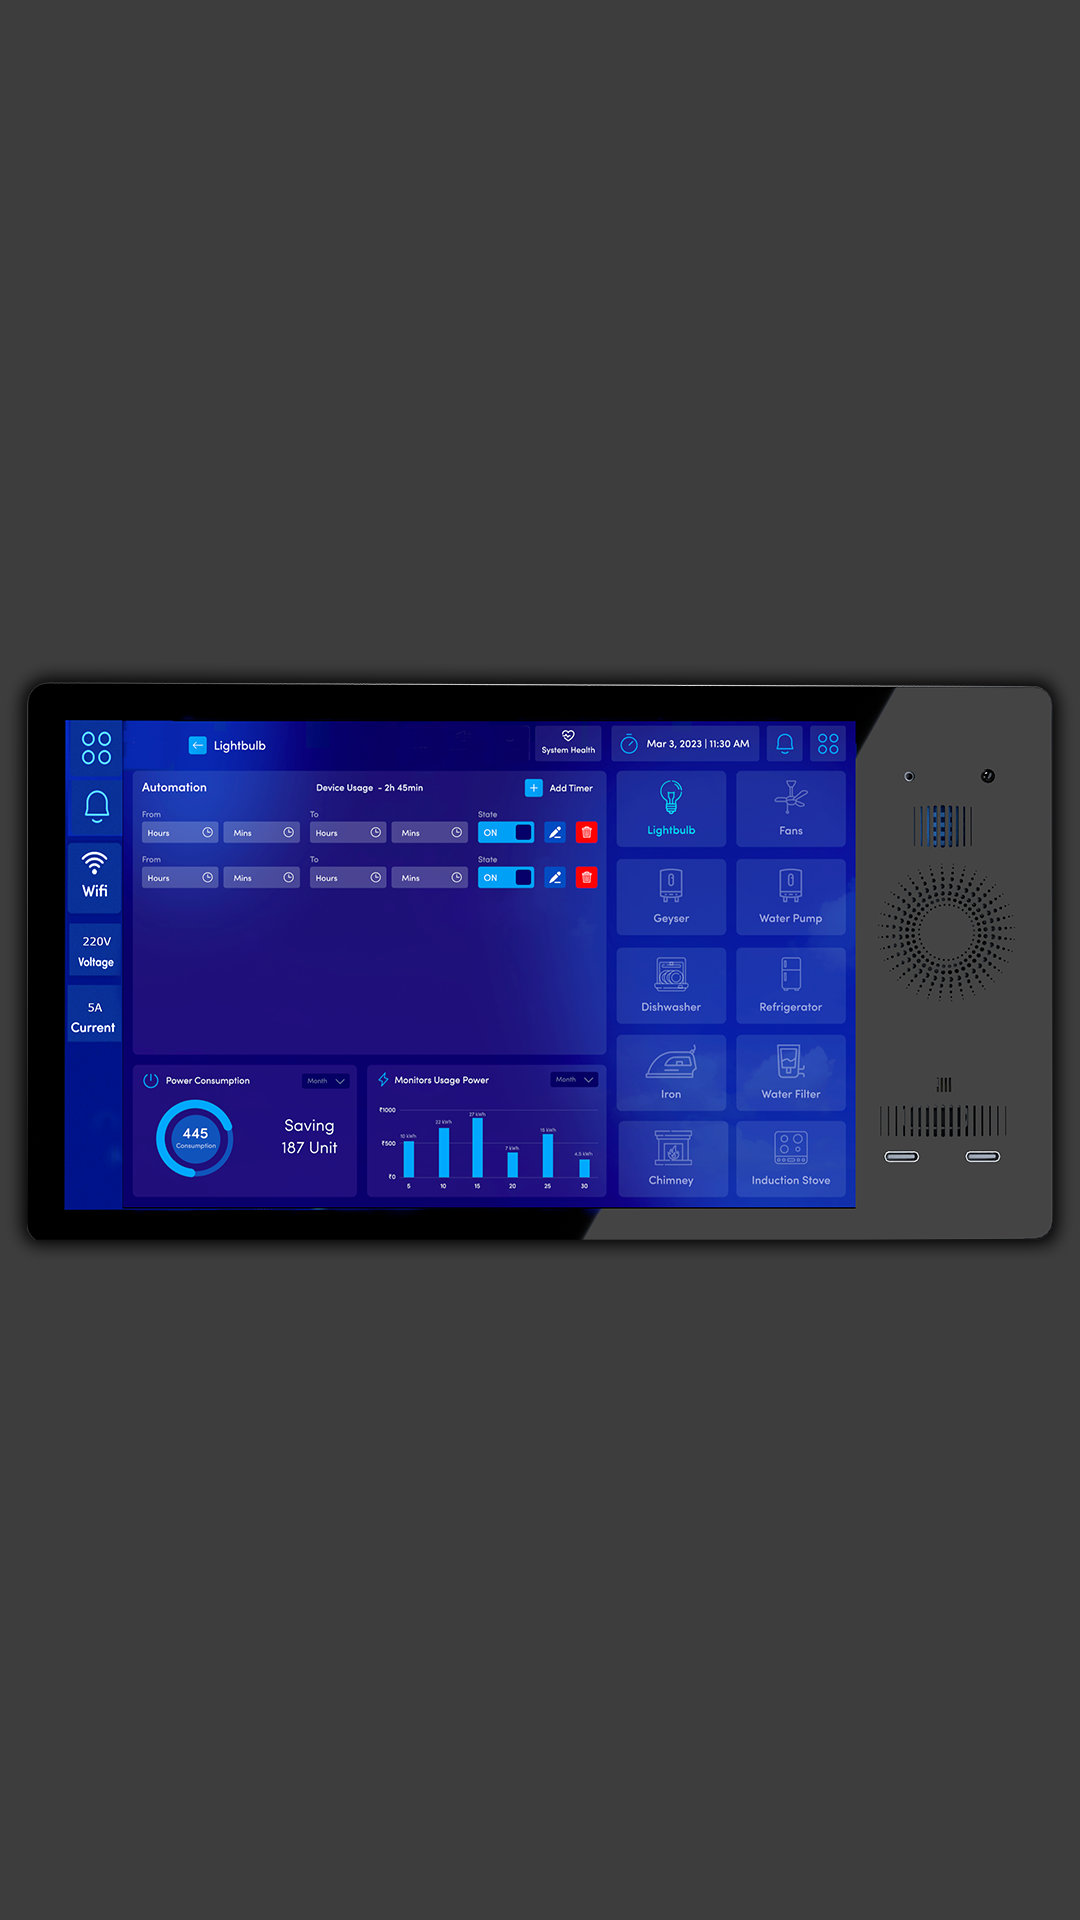 Lightbulb
System Health
Mar 3, 2023 | 11:30 AM
Wifi
220V
Voltage
5A
Current
Automation
Device Usage - 2h 45min
+ Add Timer
From
To
State
Hours
Mins
Hours
Mins
ON
From
To
State
Hours
Mins
Hours
Mins
ON
Lightbulb
Fans
Geyser
Water Pump
Dishwasher
Refrigerator
Iron
Water Filter
Chimney
Induction Stove
Power Consumption
Month
445
Consumption
Saving
187 Unit
Monitors Usage Power
Month
₹1000
₹500
₹0
10 kWh
22 kWh
27 kWh
7 kWh
15 kWh
4.5 kWh
5
10
15
20
25
30